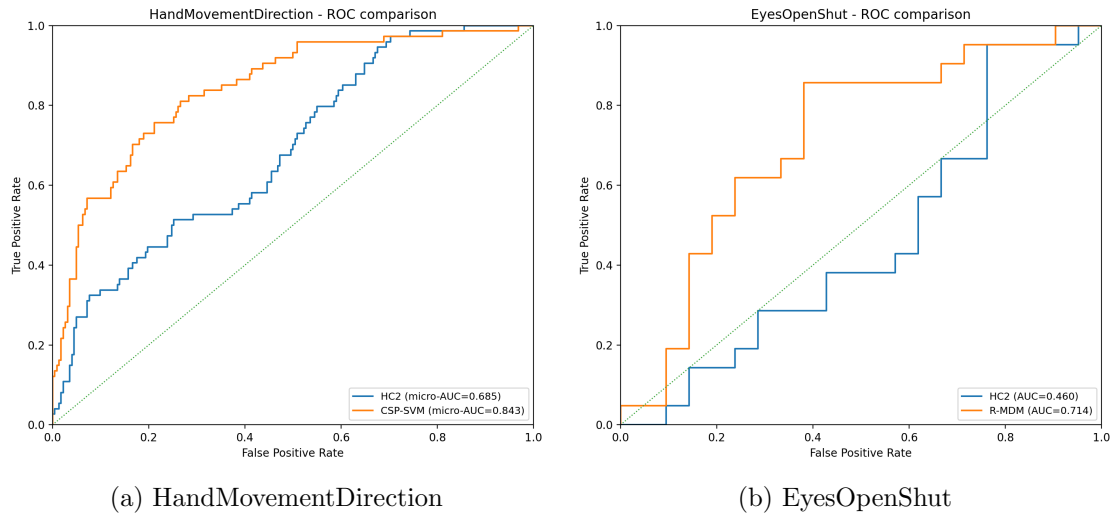 HandMovementDirection - ROC comparison
1.0
0.8
0.6
0.4
0.2
0.0
True Positive Rate
0.0 0.2 0.4 0.6 0.8 1.0
False Positive Rate
HC2 (micro-AUC=0.685)
CSP-SVM (micro-AUC=0.843)
(a) HandMovementDirection
EyesOpenShut - ROC comparison
1.0
0.8
0.6
0.4
0.2
0.0
True Positive Rate
0.0 0.2 0.4 0.6 0.8 1.0
False Positive Rate
HC2 (AUC=0.460)
R-MDM (AUC=0.714)
(b) EyesOpenShut